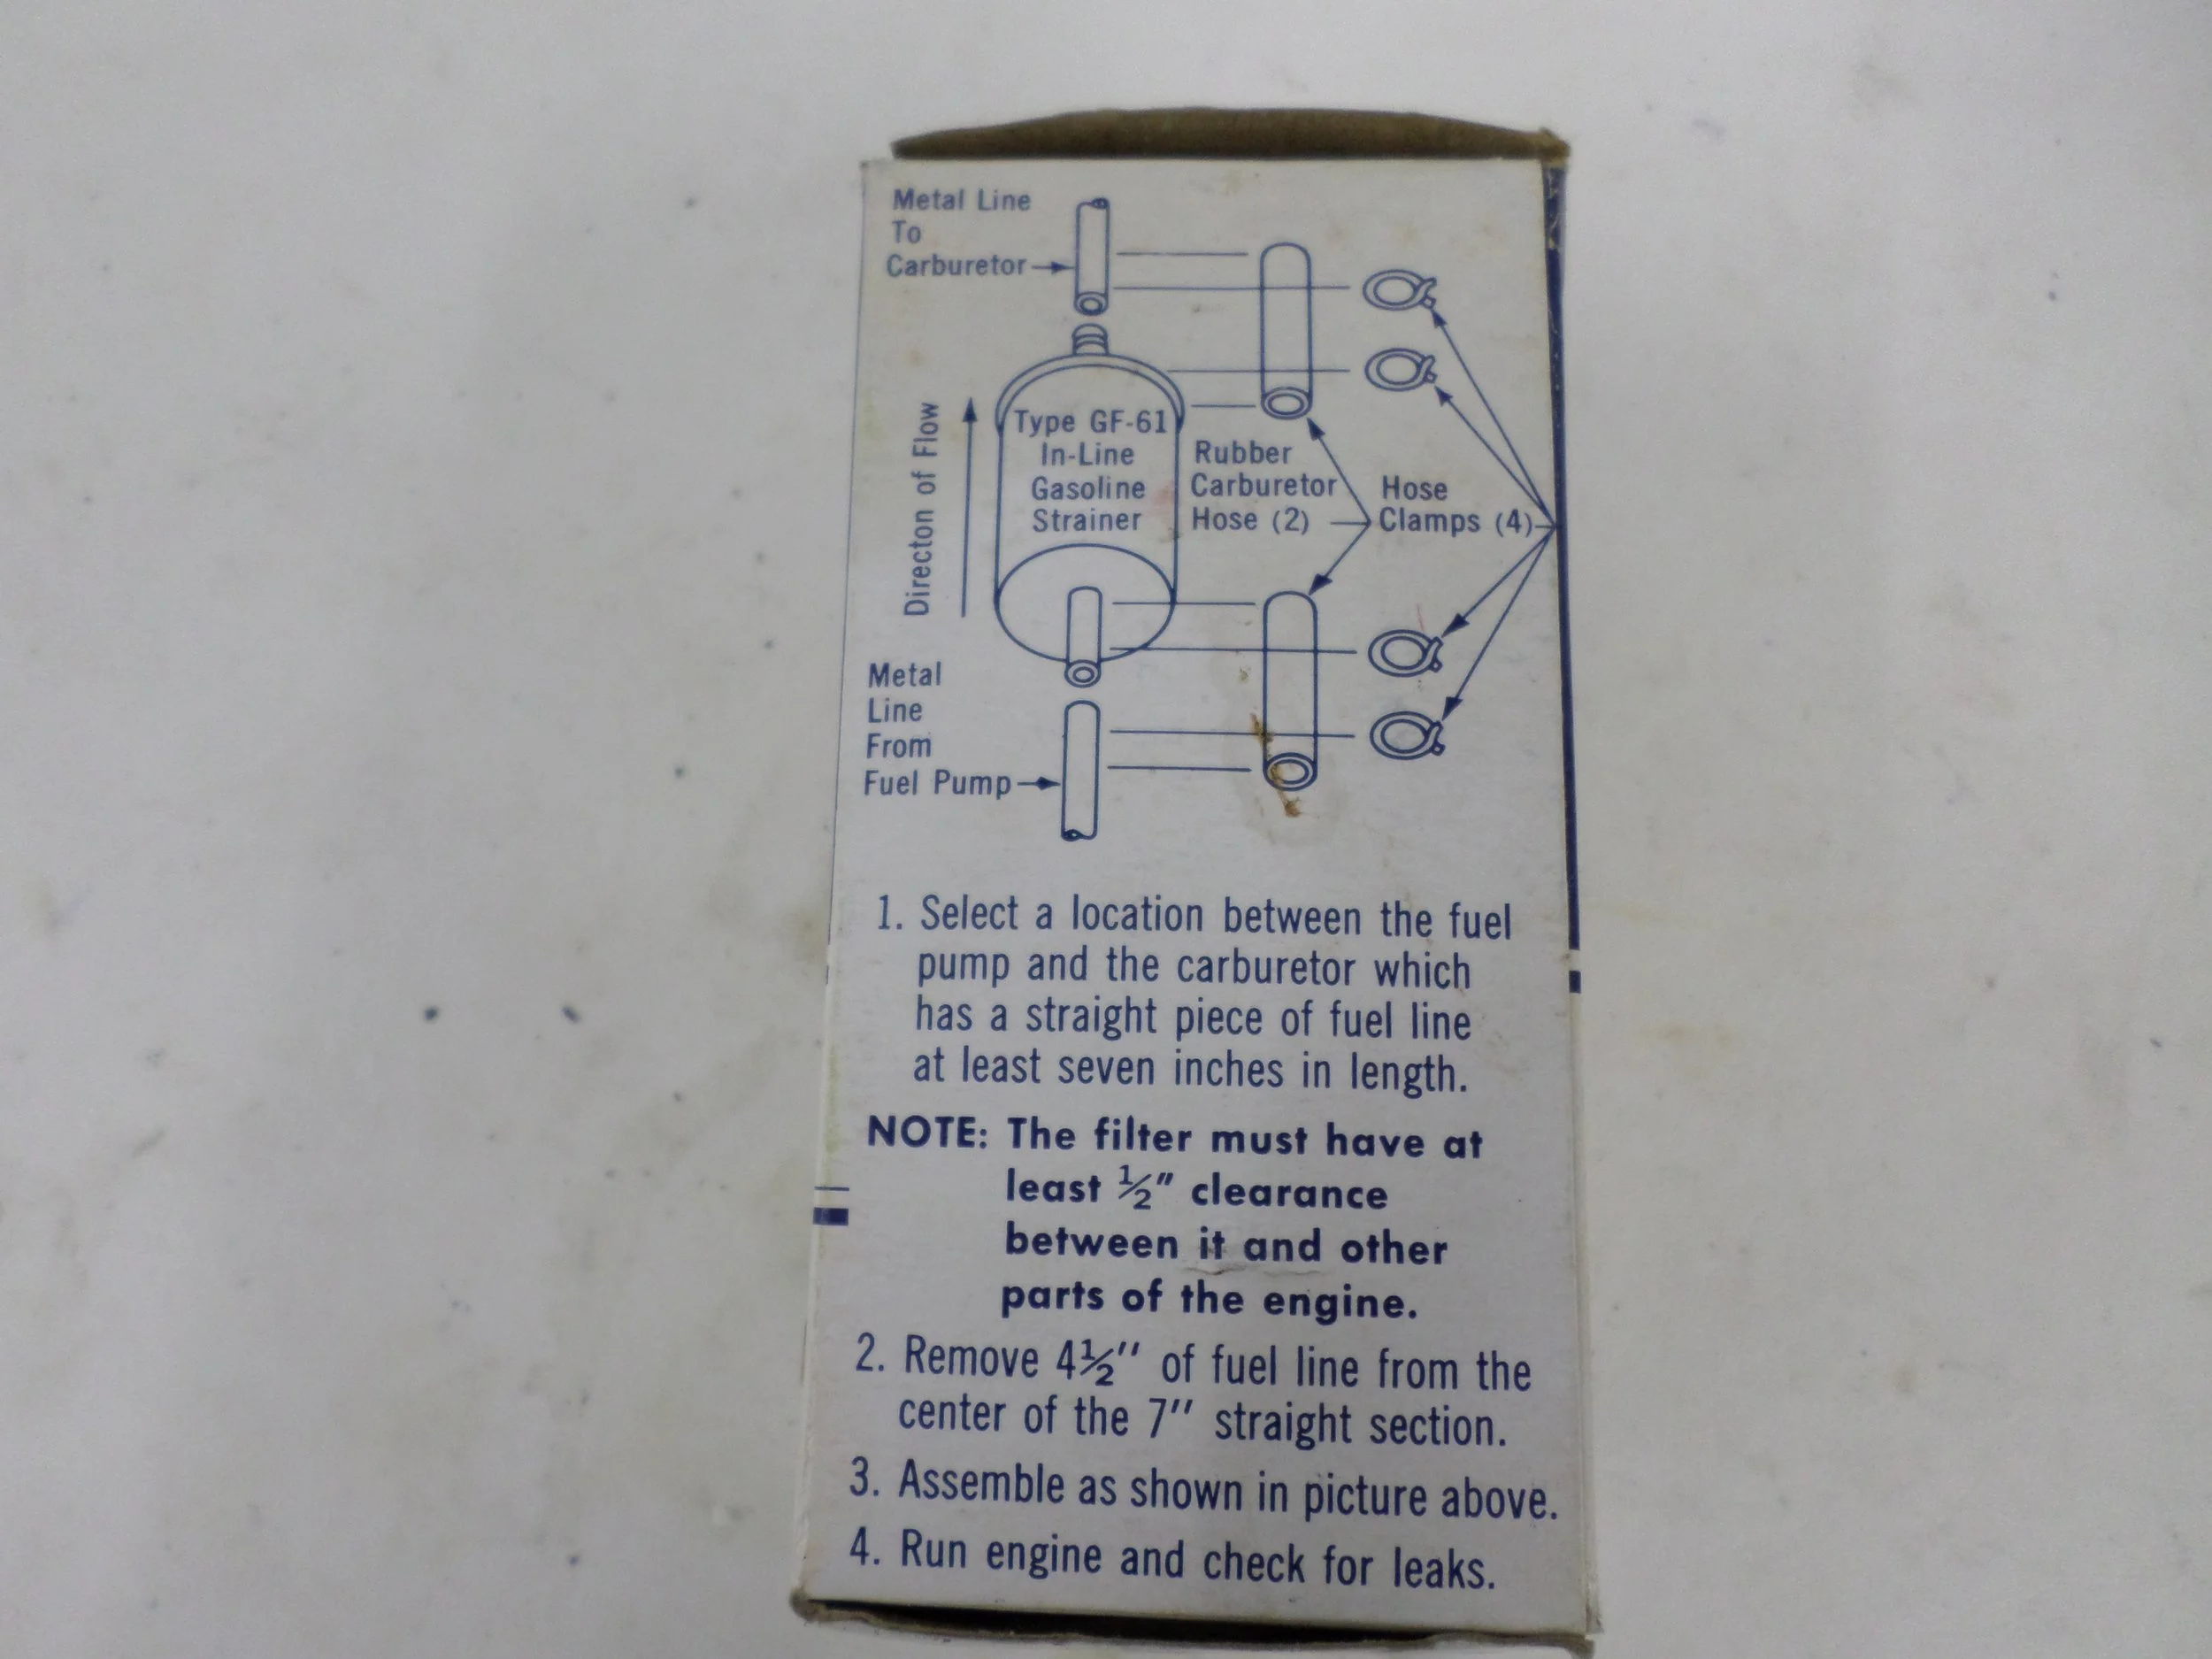 Metal Line
To
Carburetor
Directon of Flow
Type GF-61
In-Line
Gasoline
Strainer
Rubber
Carburetor
Hose (2)
Hose
Clamps (4)
Metal
Line
From
Fuel Pump
1. Select a location between the fuel
pump and the carburetor which
has a straight piece of fuel line
at least seven inches in length.
NOTE: The filter must have at
least ½" clearance
between it and other
parts of the engine.
2. Remove 4½" of fuel line from the
center of the 7" straight section.
3. Assemble as shown in picture above.
4. Run engine and check for leaks.